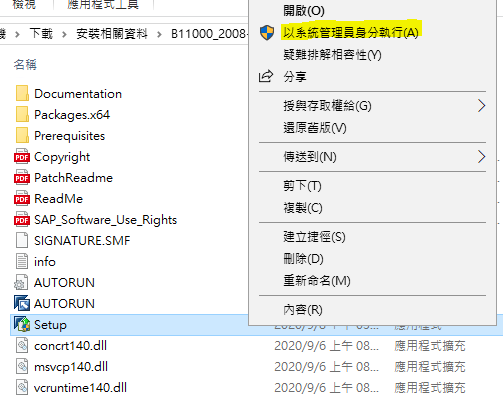 檢視
應用程式工具
下載
安裝相關資料
B11000_2008-
名稱
Documentation
Packages.x64
Prerequisites
Copyright
PatchReadme
ReadMe
SAP_Software_Use_Rights
SIGNATURE.SMF
info
AUTORUN
AUTORUN
Setup 2020/9/6 上午 05... 應用程式
concrt140.dll 2020/9/6 上午 08... 應用程式擴充
msvcp140.dll 2020/9/6 上午 08... 應用程式擴充
vcruntime140.dll 2020/9/6 上午 08... 應用程式擴充
開啟(O)
以系統管理員身分執行(A)
疑難排解相容性(Y)
分享
授與存取權給(G)
還原舊版(V)
傳送到(N)
剪下(T)
複製(C)
建立捷徑(S)
刪除(D)
重新命名(M)
內容(R)